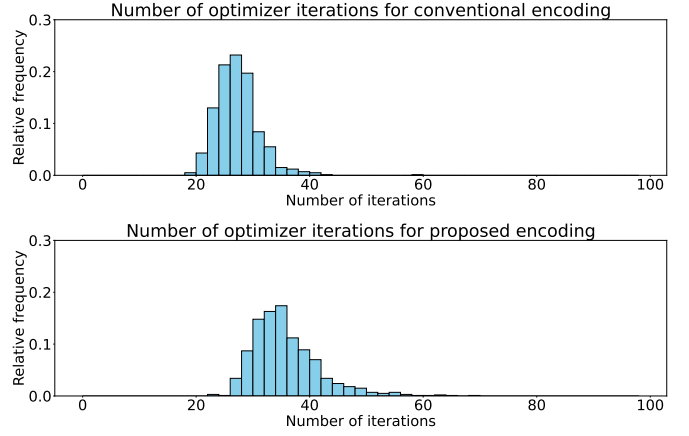 Number of optimizer iterations for conventional encoding
0.3
0.2
0.1
0.0
Relative frequency
0 20 40 60 80 100
Number of iterations
Number of optimizer iterations for proposed encoding
0.3
0.2
0.1
0.0
Relative frequency
0 20 40 60 80 100
Number of iterations